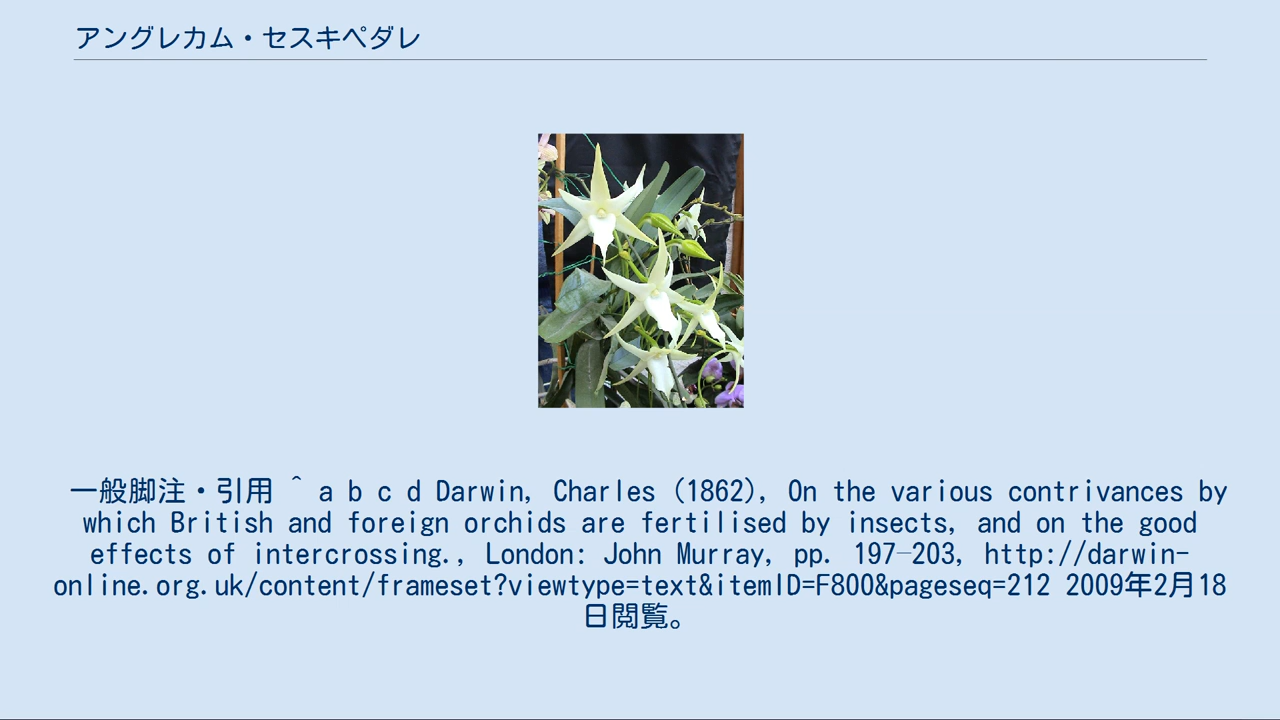 アングレカム・セスキペダレ
一般脚注・引用 ^ a b c d Darwin, Charles (1862), On the various contrivances by
which British and foreign orchids are fertilised by insects, and on the good
effects of intercrossing., London: John Murray, pp. 197–203, http://darwin-
online.org.uk/content/frameset?viewtype=text&itemID=F800&pageseq=212 2009年2月18
日閲覧。